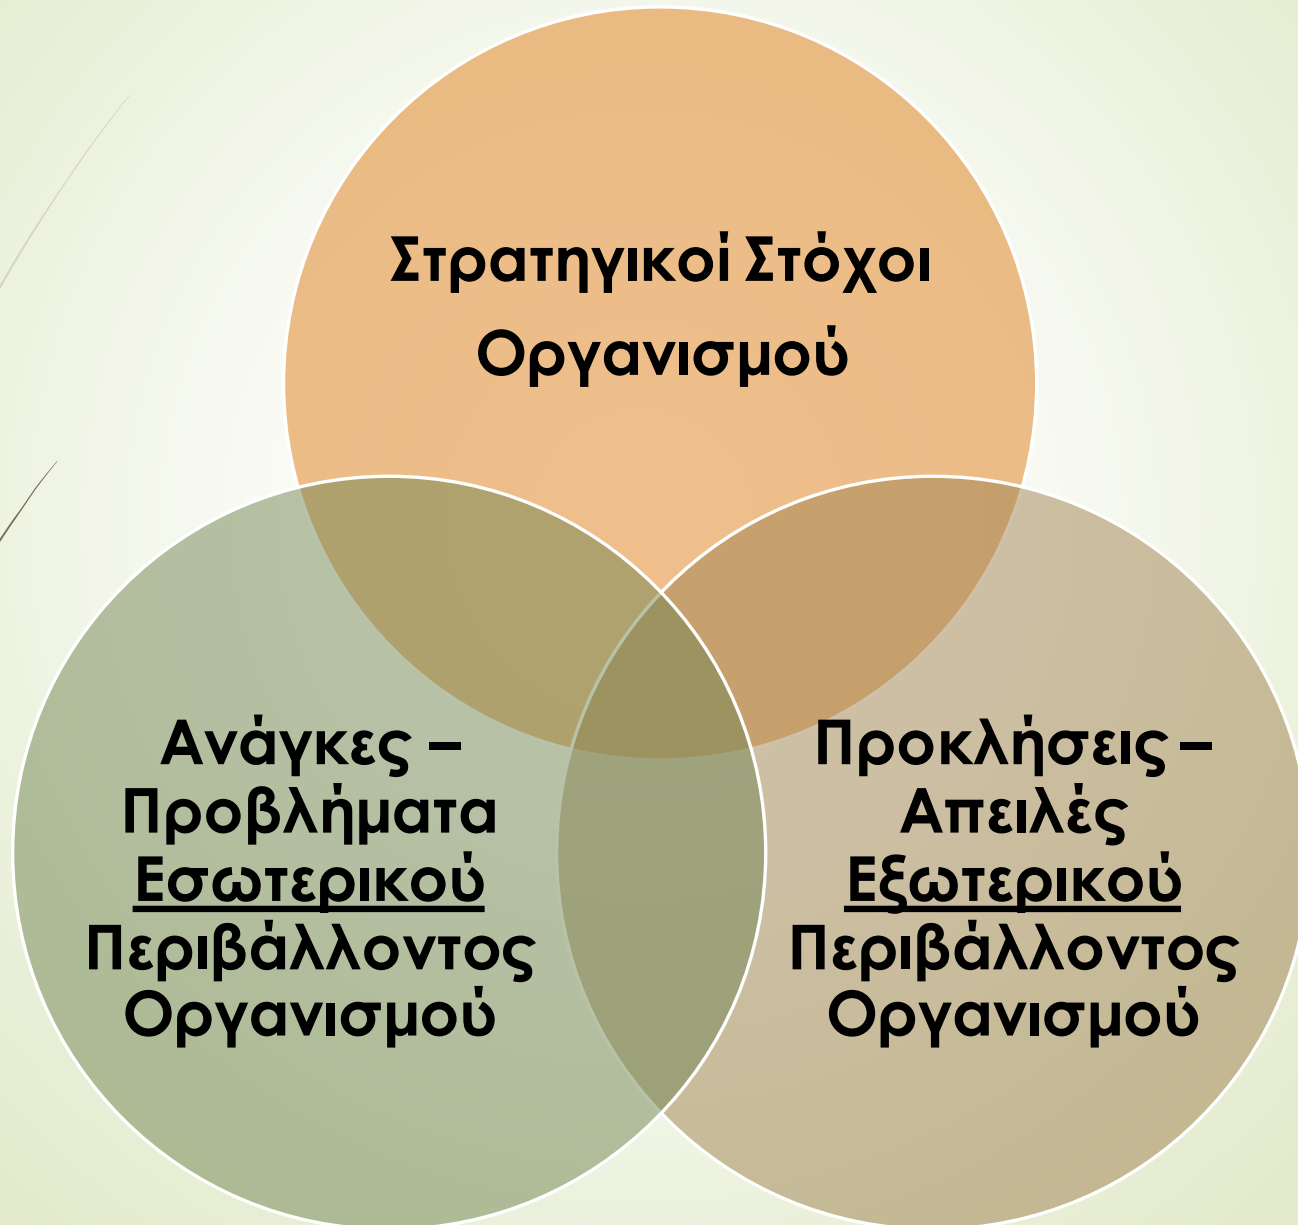 Στρατηγικοί Στόχοι
Οργανισμού
Ανάγκες –
Προβλήματα
Εσωτερικού
Περιβάλλοντος
Οργανισμού
Προκλήσεις –
Απειλές
Εξωτερικού
Περιβάλλοντος
Οργανισμού